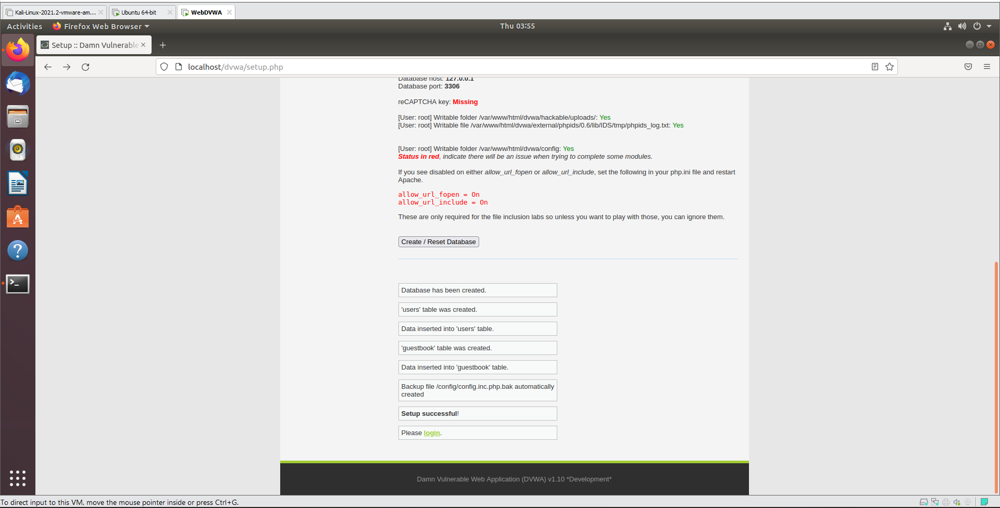 Kali-Linux-2021.2-vmware-am...
Ubuntu 64-bit
WebDVWA
Activities
Firefox Web Browser
Thu 03:55
Setup :: Damn Vulnerable
localhost/dvwa/setup.php
Database host: 127.0.0.1
Database port: 3306
reCAPTCHA key: Missing
[User: root] Writable folder /var/www/html/dvwa/hackable/uploads/: Yes
[User: root] Writable file /var/www/html/dvwa/external/phpids/0.6/lib/IDS/tmp/phpids_log.txt: Yes
[User: root] Writable folder /var/www/html/dvwa/config: Yes
Status in red, indicate there will be an issue when trying to complete some modules.
If you see disabled on either allow_url_fopen or allow_url_include, set the following in your php.ini file and restart
Apache.
allow_url_fopen = On
allow_url_include = On
These are only required for the file inclusion labs so unless you want to play with those, you can ignore them.
Create / Reset Database
Database has been created.
'users' table was created.
Data inserted into 'users' table.
'guestbook' table was created.
Data inserted into 'guestbook' table.
Backup file /config/config.inc.php.bak automatically
created
Setup successful!
Please login.
Damn Vulnerable Web Application (DVWA) v1.10 *Development*
To direct input to this VM, move the mouse pointer inside or press Ctrl+G.